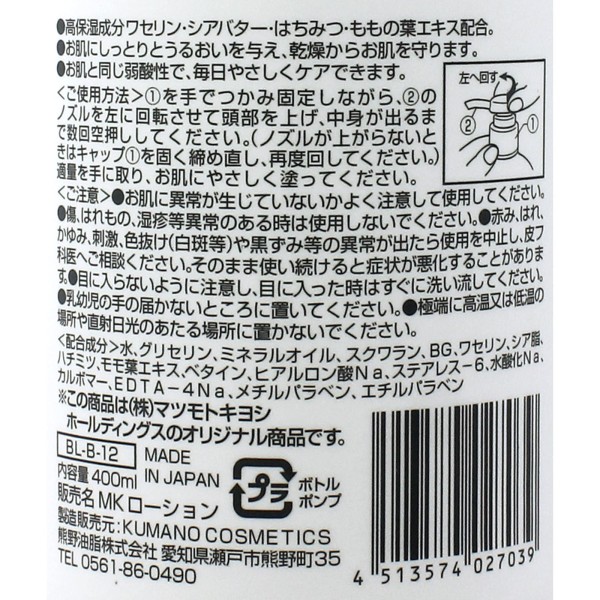 ●高保湿成分ワセリン・シアバター・はちみつ・ももの葉エキス配合。
●お肌にしっとりとうるおいを与え、乾燥からお肌を守ります。
●お肌と同じ弱酸性で、毎日やさしくケアできます。
<ご使用方法>①を手でつかみ固定しながら、②の
ノズルを左に回転させて頭部を上げ、中身が出るま
で数回空押ししてください。(ノズルが上がらないと
きはキャップ①を固く締め直し、再度回してください。)
適量を手に取り、お肌にやさしく塗ってください。
左へ回す
②
①
<ご注意>●お肌に異常が生じていないかよく注意して使用してください。
●傷、はれもの、湿疹等異常のある時は使用しないでください。●赤み、はれ、
かゆみ、刺激、色抜け(白斑等)や黒ずみ等の異常が出たら使用を中止し、皮フ
科医へご相談ください。そのまま使い続けると症状が悪化することがありま
す。●目に入らないように注意し、目に入った時はすぐに洗い流してください。
●乳幼児の手の届かないところに置いてください。●極端に高温又は低温の
場所や直射日光のあたる場所に置かないでください。
<配合成分>水、グリセリン、ミネラルオイル、スクワラン、BG、ワセリン、シア脂、
ハチミツ、モモ葉エキス、ベタイン、ヒアルロン酸Na、ステアレス-6、水酸化Na、
カルボマー、EDTA-4Na、メチルパラベン、エチルパラベン
※この商品は(株)マツモトキヨシ
ホールディングスのオリジナル商品です。
BL-B-12
MADE
IN JAPAN
内容量 400ml
プラ
ボトル
ポンプ
販売名 MK ローション
製造販売元:KUMANO COSMETICS
熊野油脂株式会社 愛知県瀬戸市熊野町35
TEL 0561-86-0490
4 513574 027039